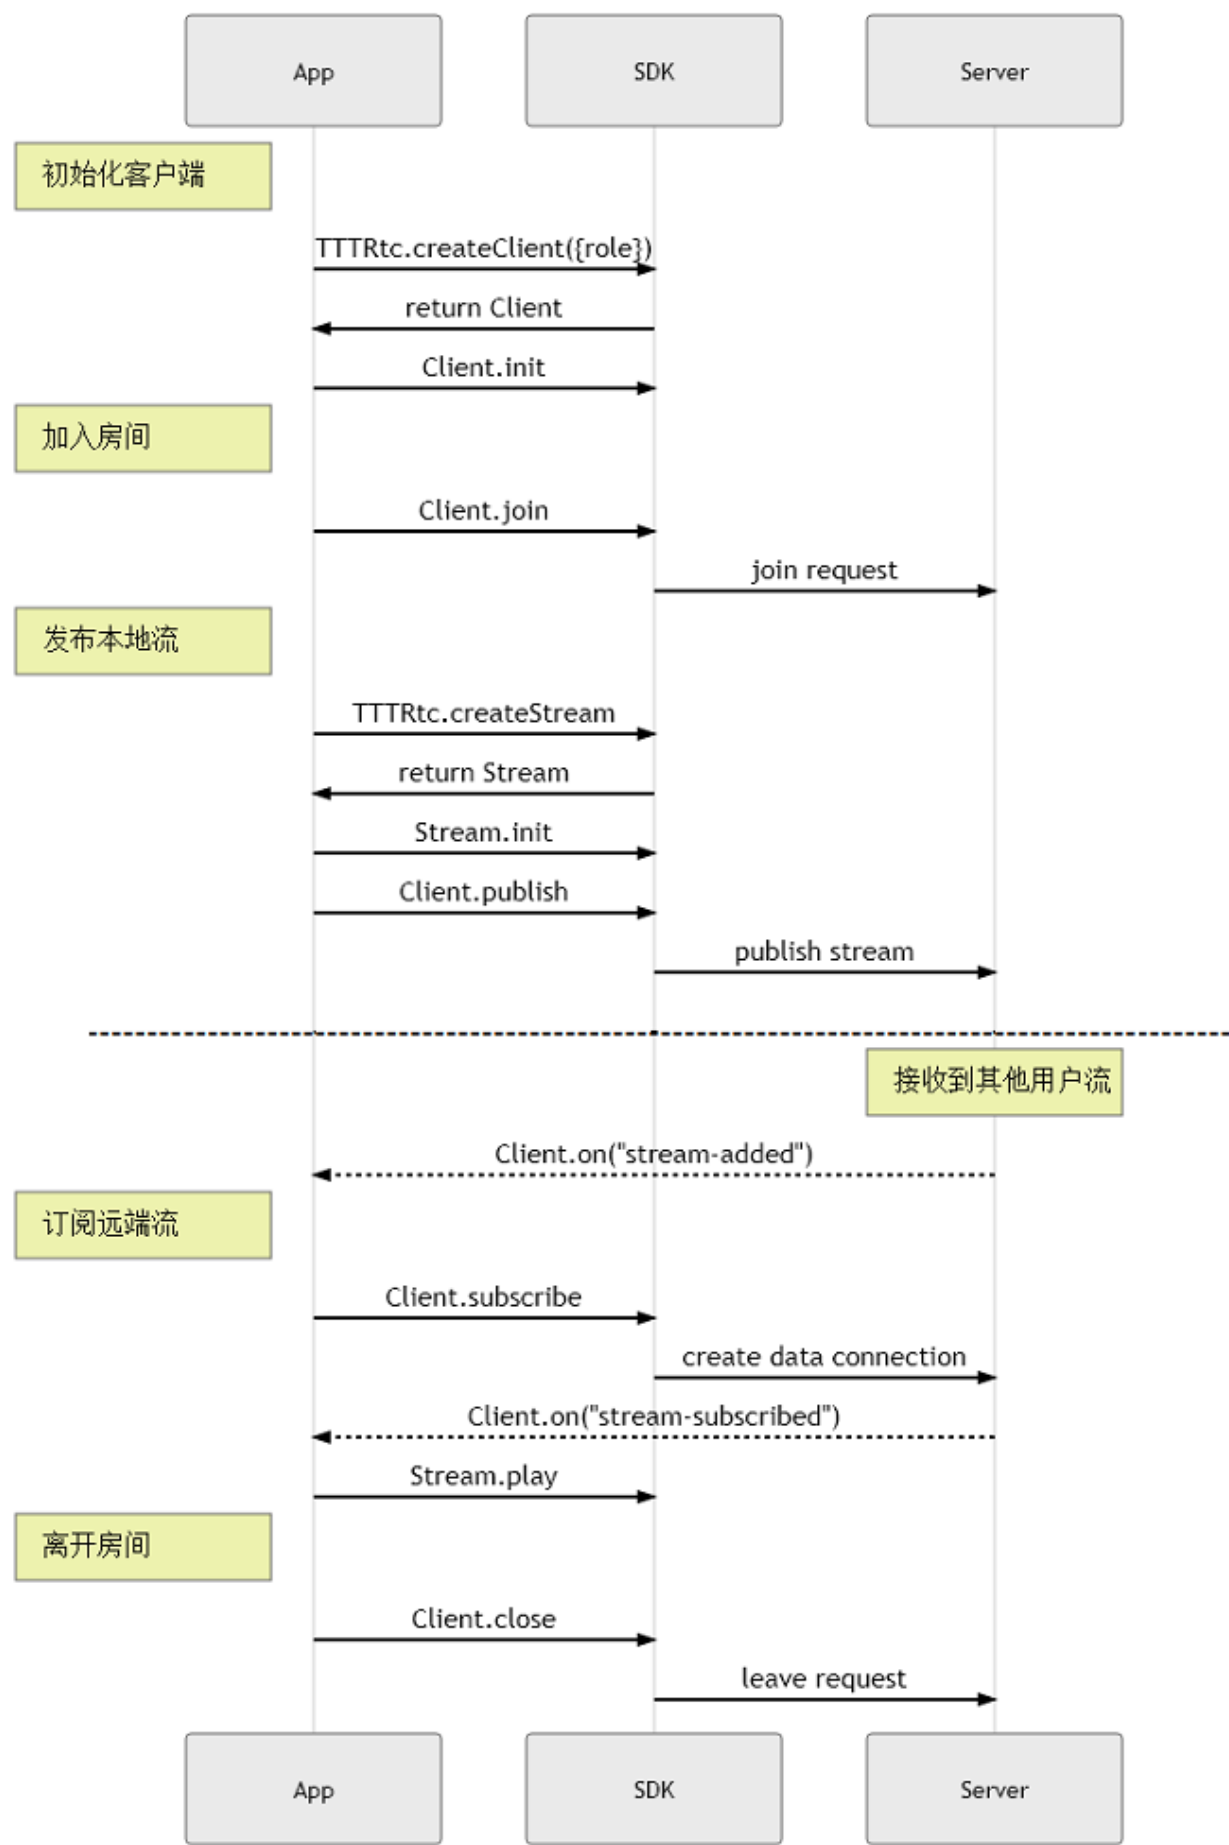 App
SDK
Server
初始化客户端
TTTRtc.createClient({role})
return Client
Client.init
加入房间
Client.join
join request
发布本地流
TTTRtc.createStream
return Stream
Stream.init
Client.publish
publish stream
接收到其他用户流
Client.on("stream-added")
订阅远端流
Client.subscribe
create data connection
Client.on("stream-subscribed")
Stream.play
离开房间
Client.close
leave request
App
SDK
Server